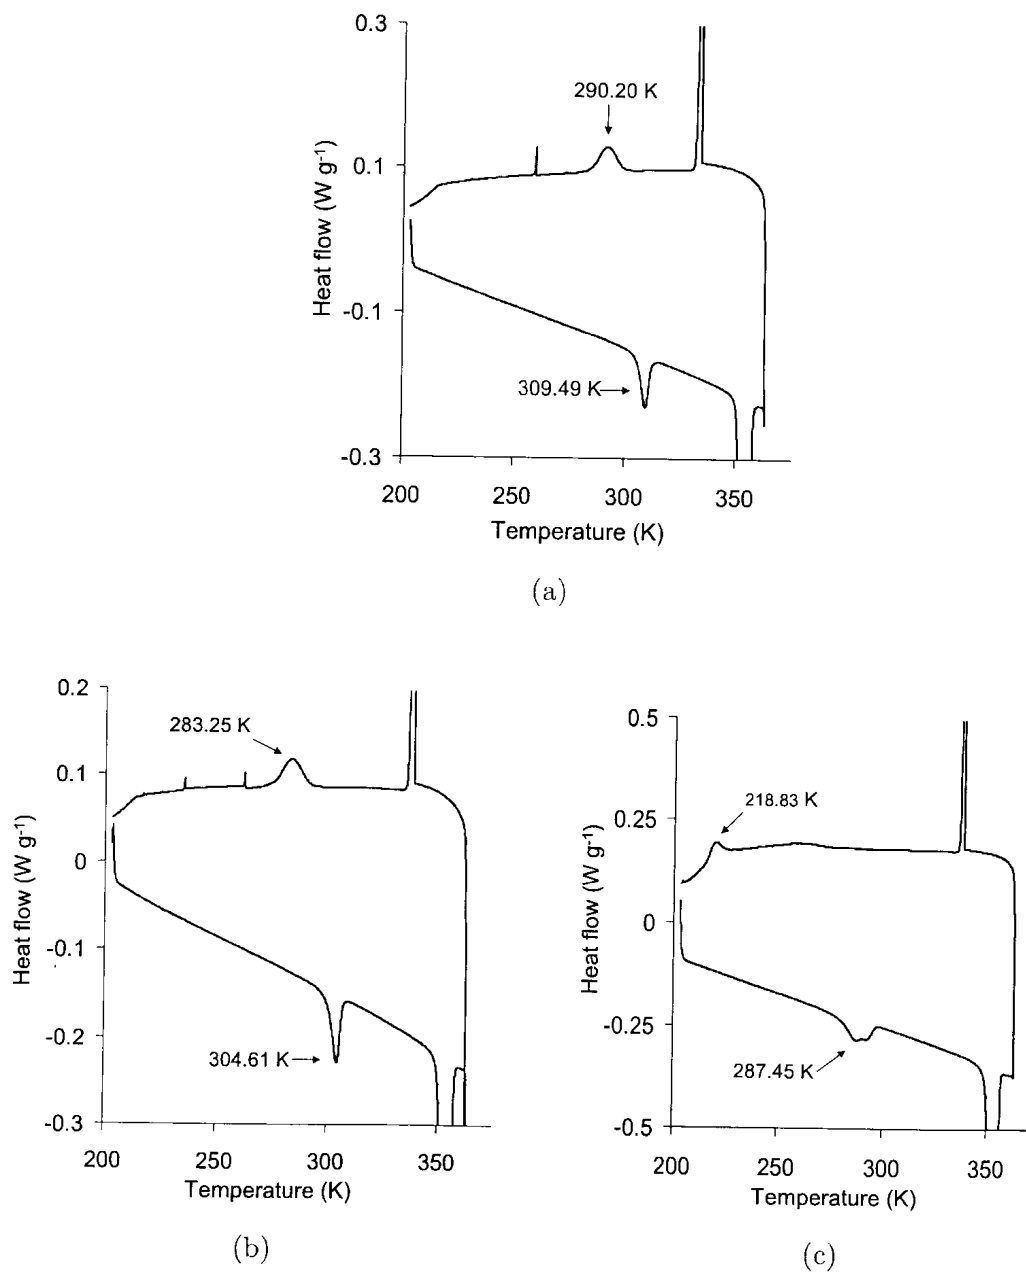 0.3
290.20 K
0.1
Heat flow (W g⁻¹)
-0.1
309.49 K
-0.3
200 250 300 350
Temperature (K)
(a)
0.2
283.25 K
0.1
0
Heat flow (W g⁻¹)
-0.1
-0.2
304.61 K
-0.3
200 250 300 350
Temperature (K)
(b)
0.5
218.83 K
0.25
Heat flow (W g⁻¹)
0
-0.25
287.45 K
-0.5
200 250 300 350
Temperature (K)
(c)